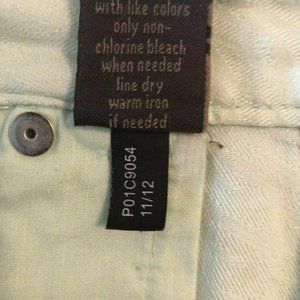 with like colors
only non-
chlorine bleach
when needed
line dry
warm iron
if needed
P01C9054
11/12